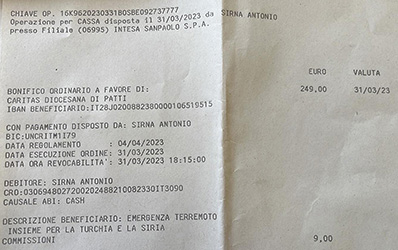 CHIAVE OP. 16K9620230331BOSBE092737777
Operazione per CASSA disposta il 31/03/2023 da SIRNA ANTONIO
presso Filiale (06995) INTESA SANPAOLO S.P.A.
EURO VALUTA
BONIFICO ORDINARIO A FAVORE DI: 249,00 31/03/23
CARITAS DIOCESANA DI PATTI
IBAN BENEFICIARIO:IT28J0200882380000106519515
CON PAGAMENTO DISPOSTO DA: SIRNA ANTONIO
BIC:UNCRITM1I79
DATA REGOLAMENTO : 04/04/2023
DATA ESECUZIONE ORDINE: 31/03/2023
DATA ORA REVOCABILITA': 31/03/2023 18:15:00
DEBITORE: SIRNA ANTONIO
CRO:0306948027200202488210082330IT3090
CAUSALE ABI: CASH
DESCRIZIONE BENEFICIARIO: EMERGENZA TERREMOTO
INSIEME PER LA TURCHIA E LA SIRIA
COMMISSIONI 9,00